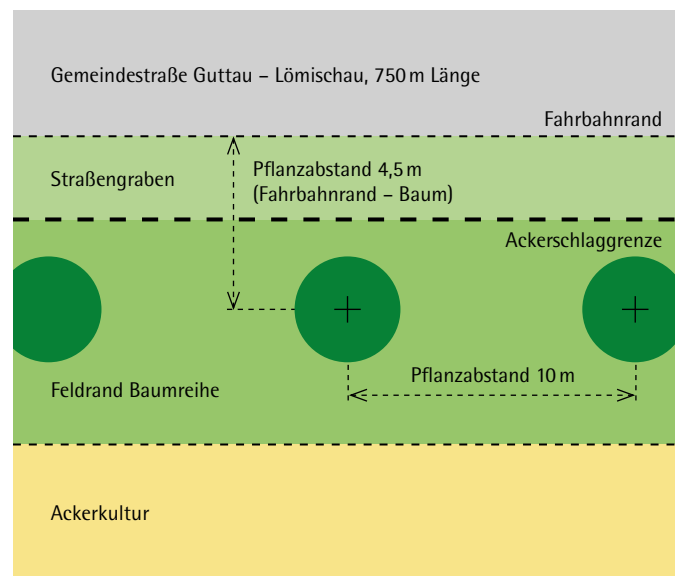 Gemeindestraße Guttau – Lömischau, 750 m Länge
Fahrbahnrand
Straßengraben
Pflanzabstand 4,5 m
(Fahrbahnrand – Baum)
Ackerschlaggrenze
Pflanzabstand 10 m
Feldrand Baumreihe
Ackerkultur